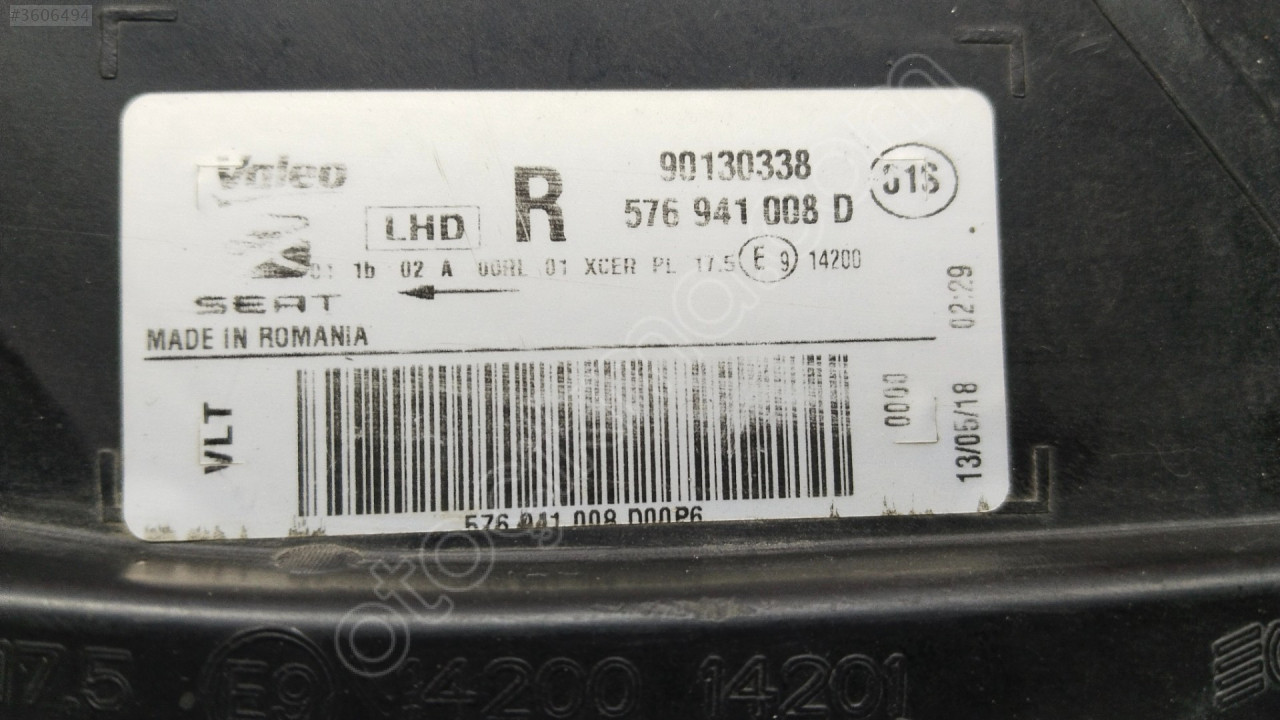 #3606494
Valeo
SEAT
LHD
R
90130338
576 941 008 D
01S
01 1b 02 A 00RL 01 XCER PL 17.5 E 9 14200
MADE IN ROMANIA
VLT
0000
02:29
13/05/18
576 941 008 D00P6
17.5 E9 14200 14201